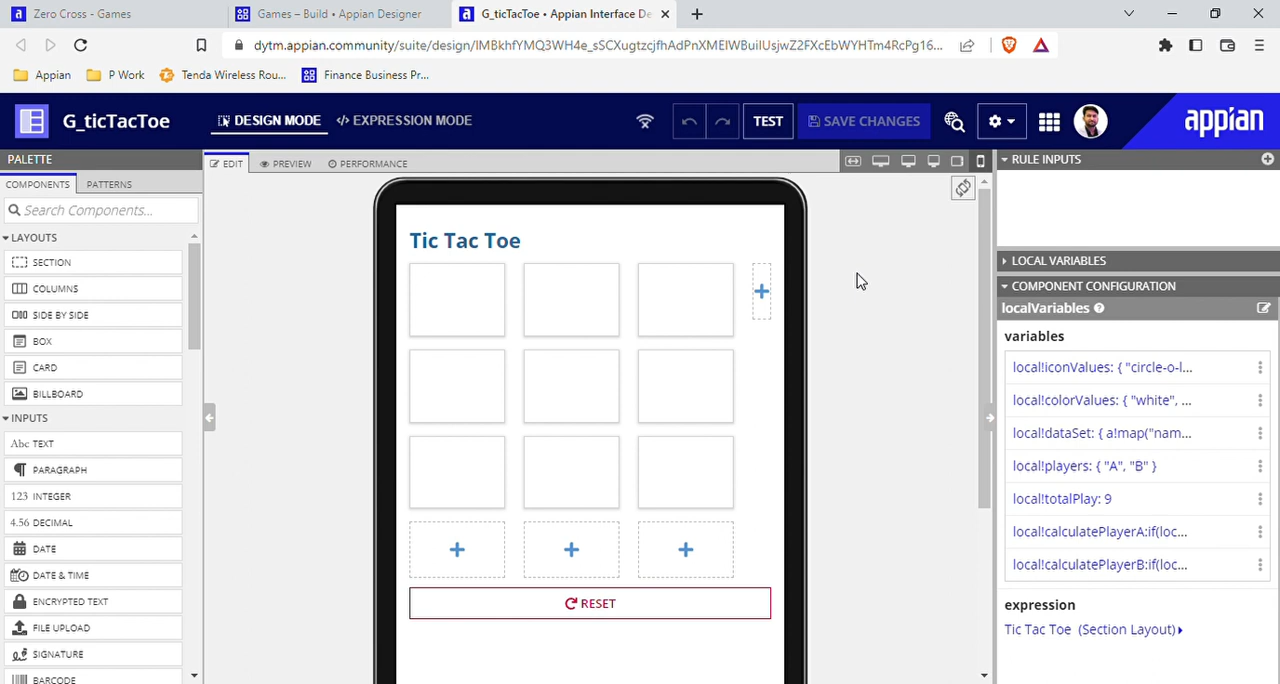 Zero Cross - Games
Games – Build • Appian Designer
G_ticTacToe • Appian Interface De
dytm.appian.community/suite/design/lMBkhfYMQ3WH4e_sSCXugtzcjfhAdPnXMEIWBuilUsjwZ2FXcEbWYHTm4RcPg16...
Appian
P Work
Tenda Wireless Rou...
Finance Business Pr...
G_ticTacToe
DESIGN MODE
</> EXPRESSION MODE
TEST
SAVE CHANGES
appian
PALETTE
EDIT
PREVIEW
PERFORMANCE
RULE INPUTS
COMPONENTS
PATTERNS
Search Components...
LAYOUTS
SECTION
COLUMNS
SIDE BY SIDE
BOX
CARD
BILLBOARD
INPUTS
Abc TEXT
PARAGRAPH
123 INTEGER
4.56 DECIMAL
DATE
DATE & TIME
ENCRYPTED TEXT
FILE UPLOAD
SIGNATURE
BARCODE
Tic Tac Toe
RESET
LOCAL VARIABLES
COMPONENT CONFIGURATION
localVariables
variables
local!iconValues: { "circle-o-l...
local!colorValues: { "white", ...
local!dataSet: { a!map("nam...
local!players: { "A", "B" }
local!totalPlay: 9
local!calculatePlayerA:if(loc...
local!calculatePlayerB:if(loc...
expression
Tic Tac Toe (Section Layout)